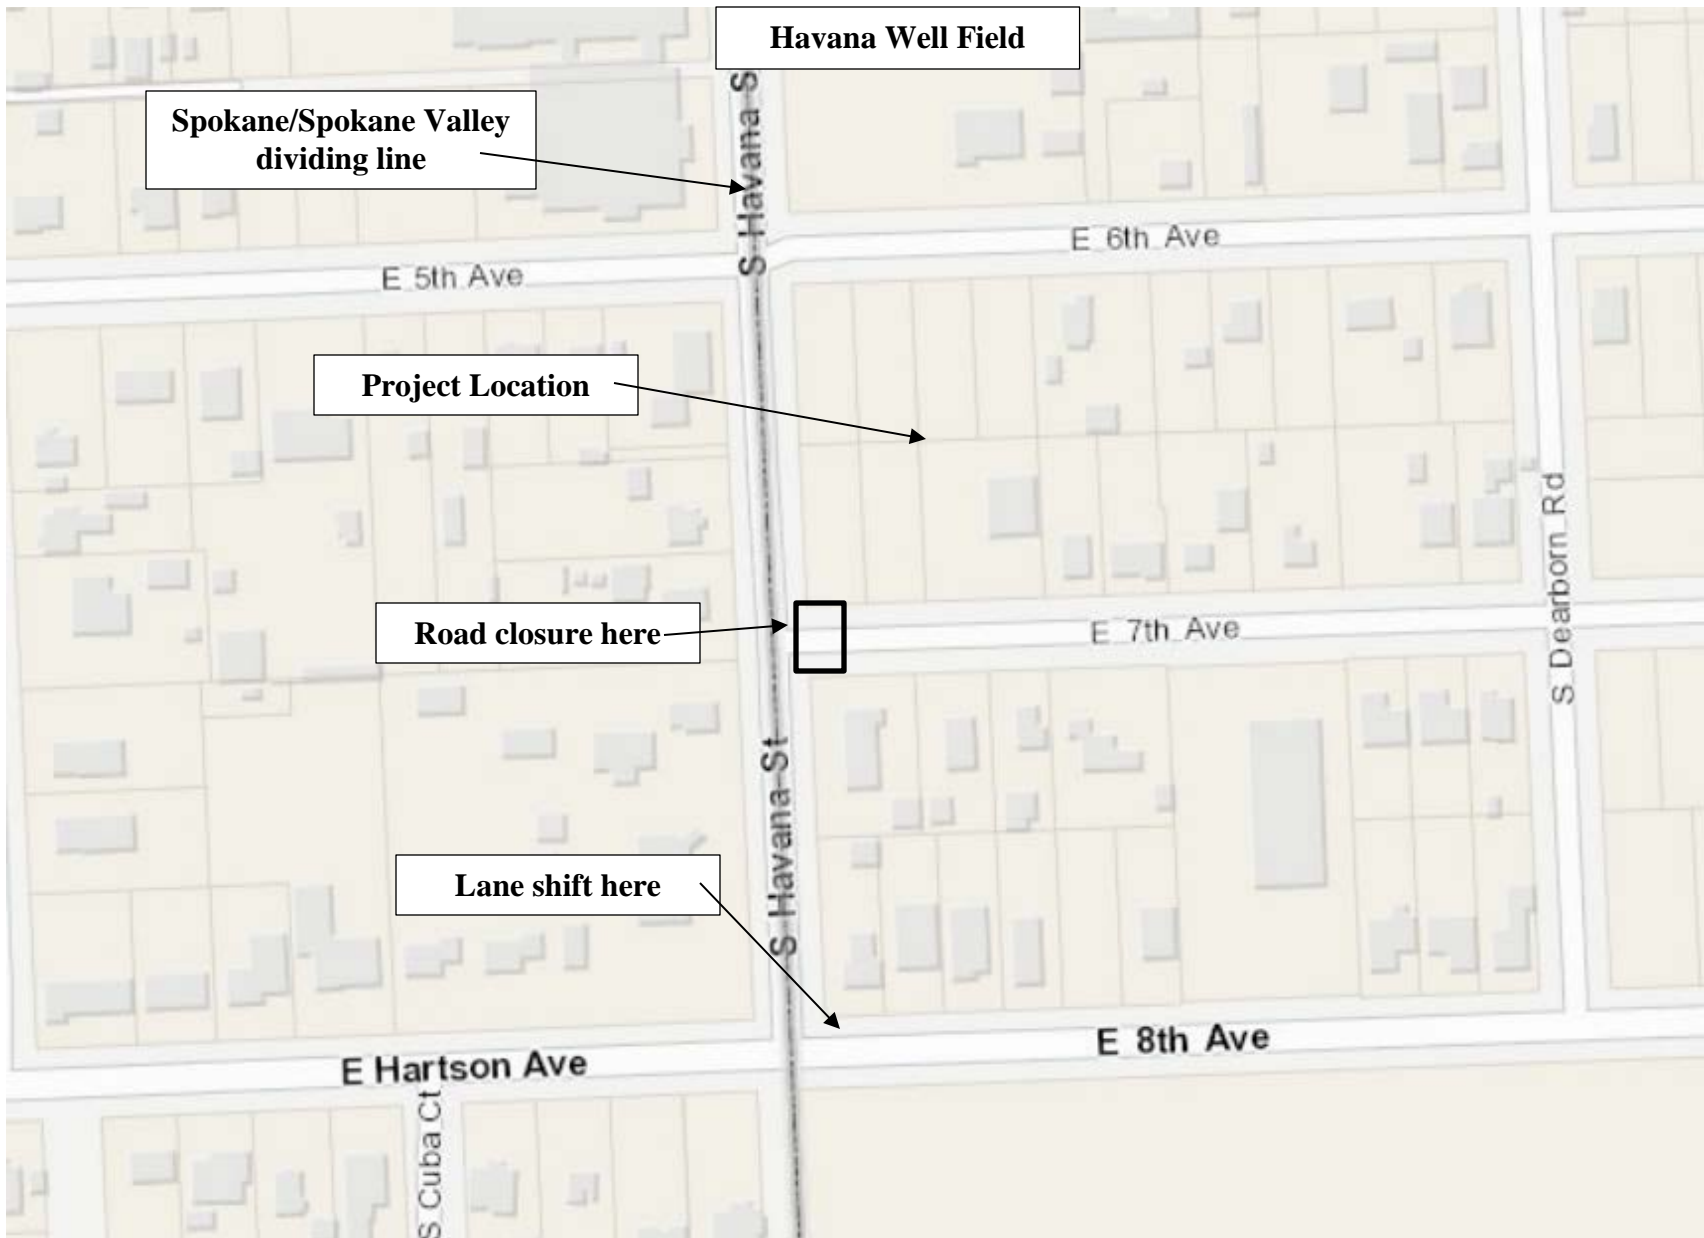 Havana Well Field
S Havana S
Spokane/Spokane Valley
dividing line
E 6th Ave
E 5th Ave
Project Location
S Dearborn Rd
Road closure here
E 7th Ave
S Havana St
Lane shift here
E 8th Ave
E Hartson Ave
S Cuba Ct